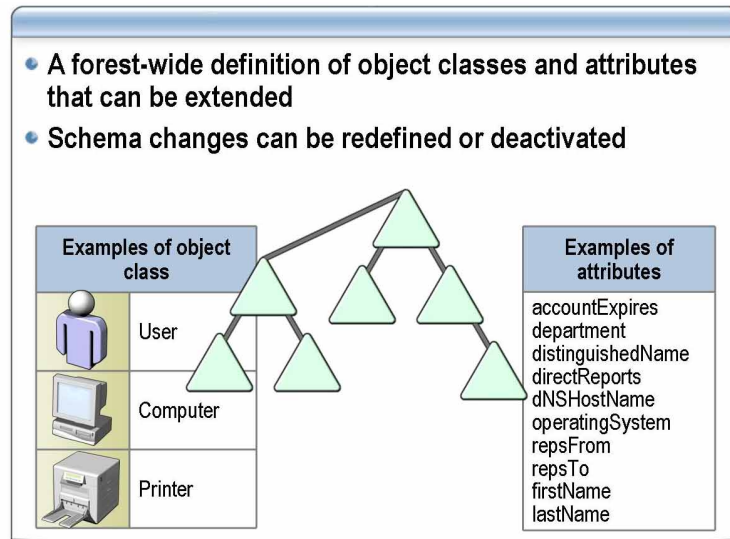 A forest-wide definition of object classes and attributes
that can be extended
Schema changes can be redefined or deactivated
Examples of object
class
User
Computer
Printer
Examples of
attributes
accountExpires
department
distinguishedName
directReports
dNSHostName
operatingSystem
repsFrom
repsTo
firstName
lastName